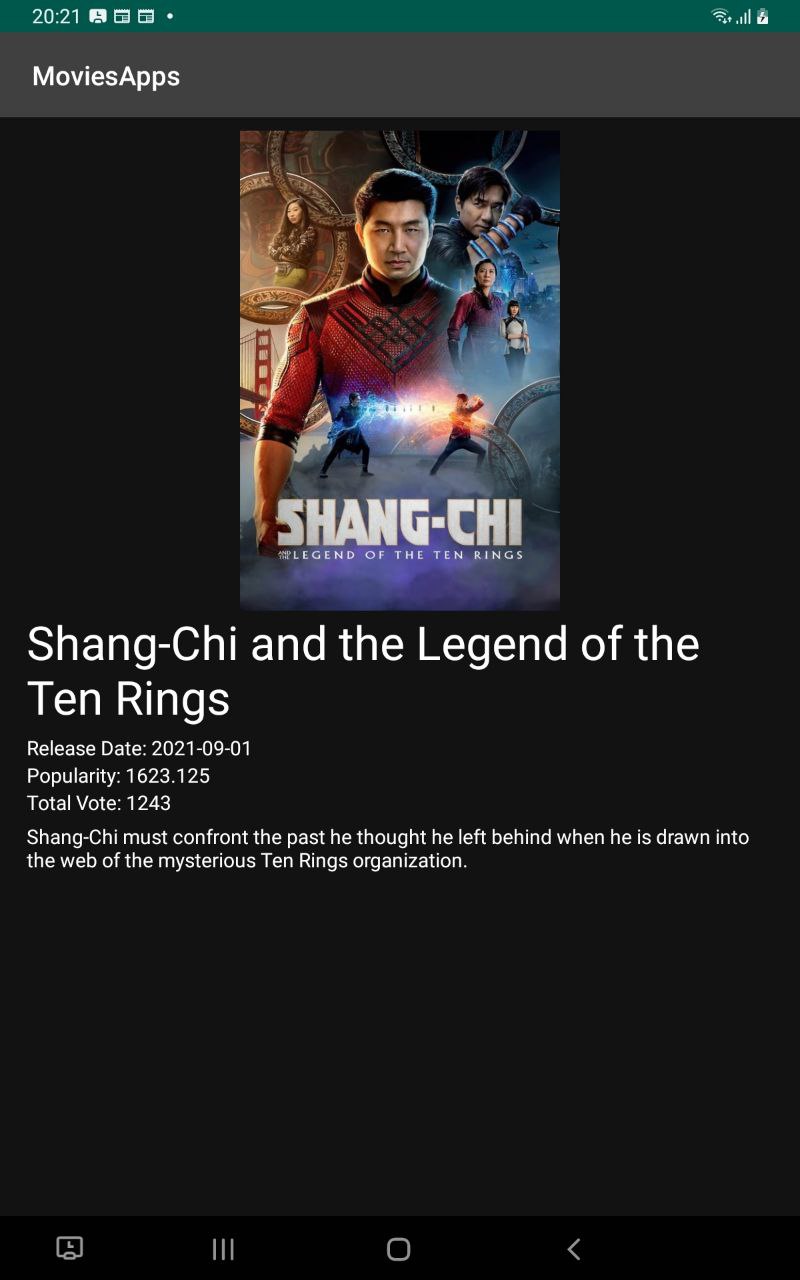 20:21
MoviesApps
SHANG-CHI
AND THE LEGEND OF THE TEN RINGS
Shang-Chi and the Legend of the
Ten Rings
Release Date: 2021-09-01
Popularity: 1623.125
Total Vote: 1243
Shang-Chi must confront the past he thought he left behind when he is drawn into
the web of the mysterious Ten Rings organization.